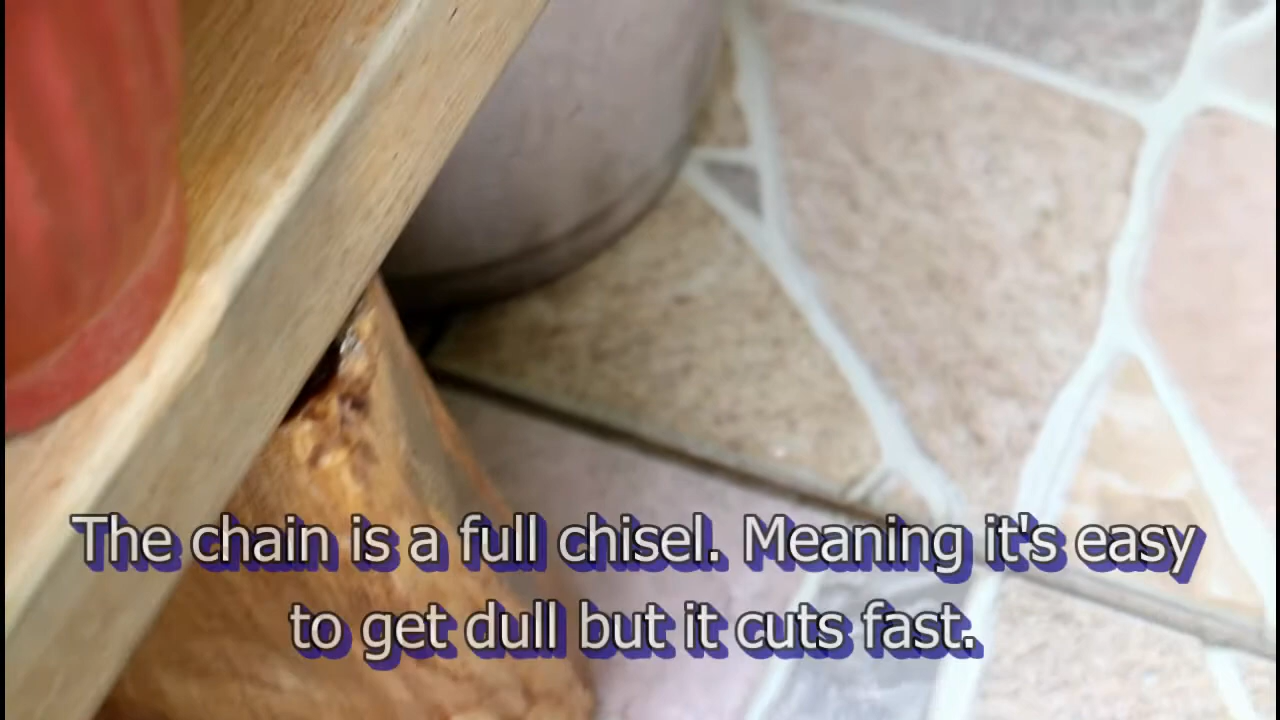 The chain is a full chisel. Meaning it's easy
to get dull but it cuts fast.